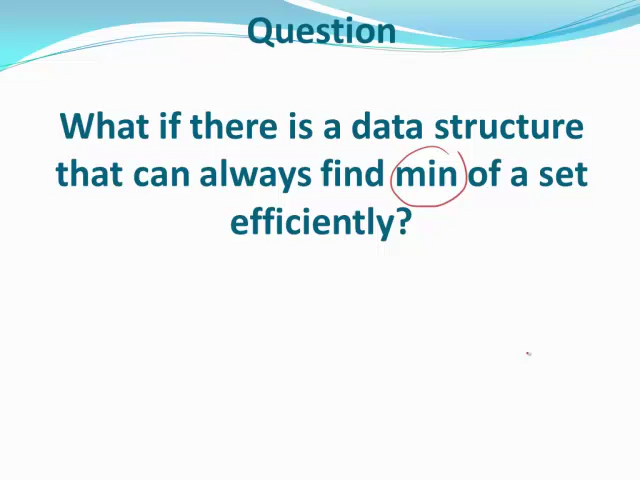 Question
What if there is a data structure
that can always find min of a set
efficiently?